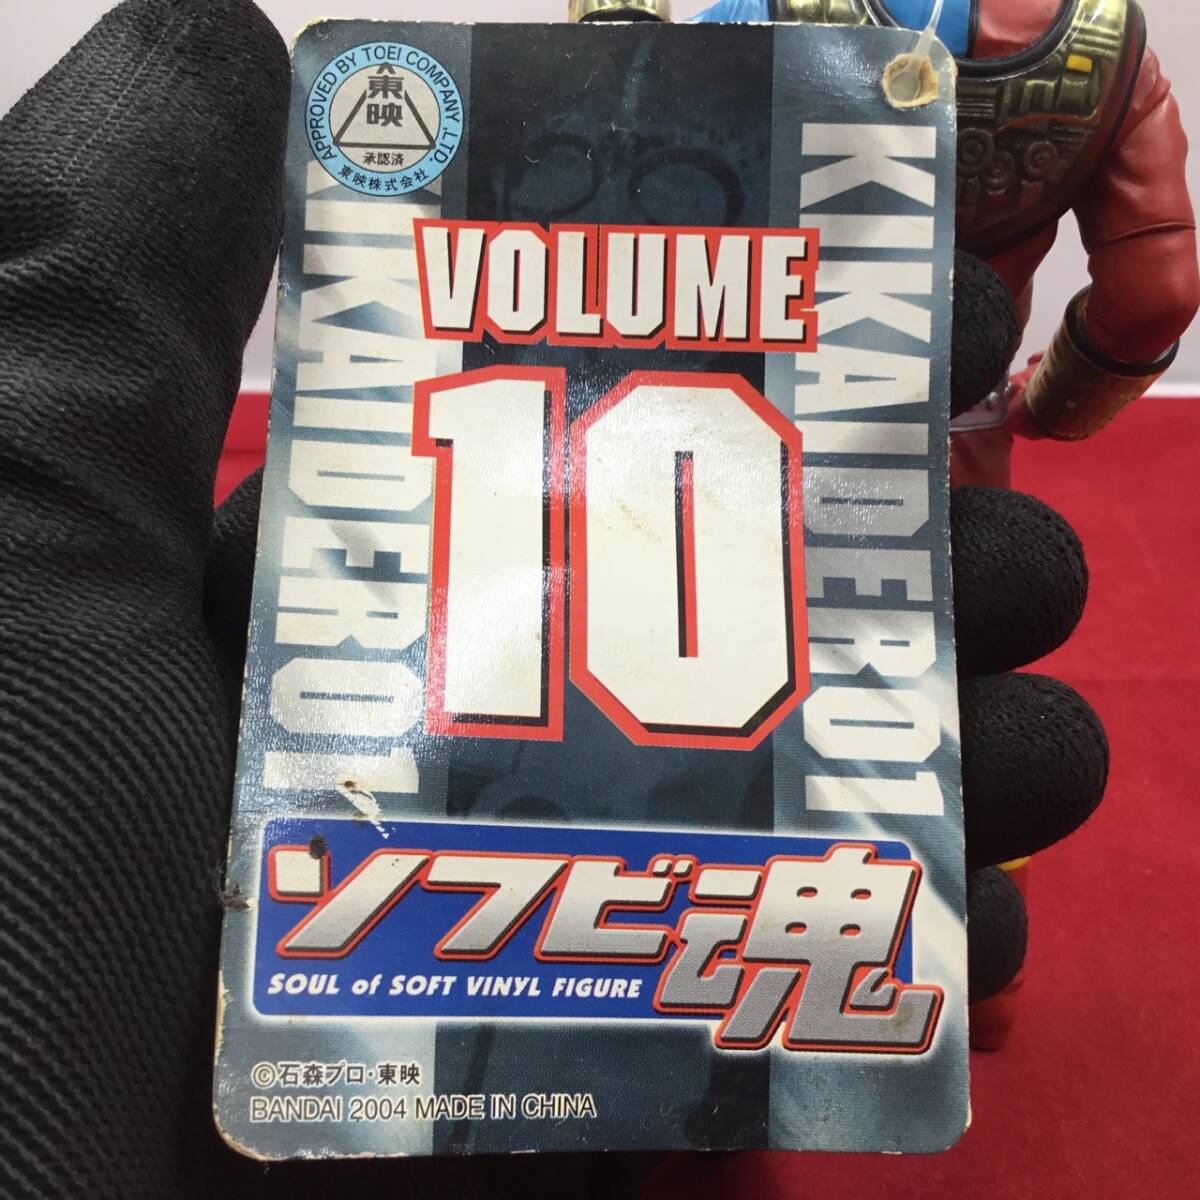 APPROVED BY TOEI COMPANY, LTD.
東映
承認済
東映株式会社
KIKAIDER01
VOLUME
10
KIKAIDER01
ソフビ魂
SOUL of SOFT VINYL FIGURE
©石森プロ・東映
BANDAI 2004 MADE IN CHINA